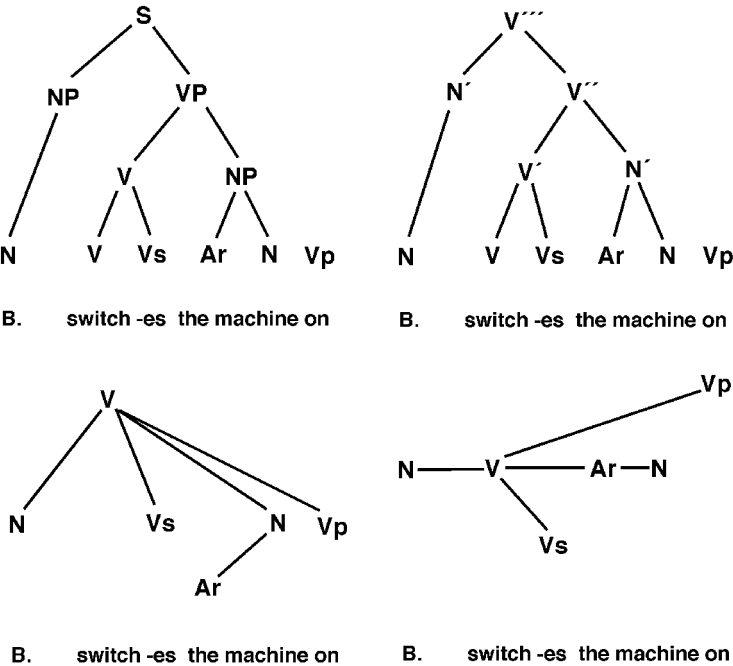 S
NP VP
V NP
N V Vs Ar N Vp
B. switch -es the machine on
V´´´
N´ V´´
V´ N´
N V Vs Ar N Vp
B. switch -es the machine on
V
N Vs N Vp
Ar
B. switch -es the machine on
Vp
N V Ar N
Vs
B. switch -es the machine on